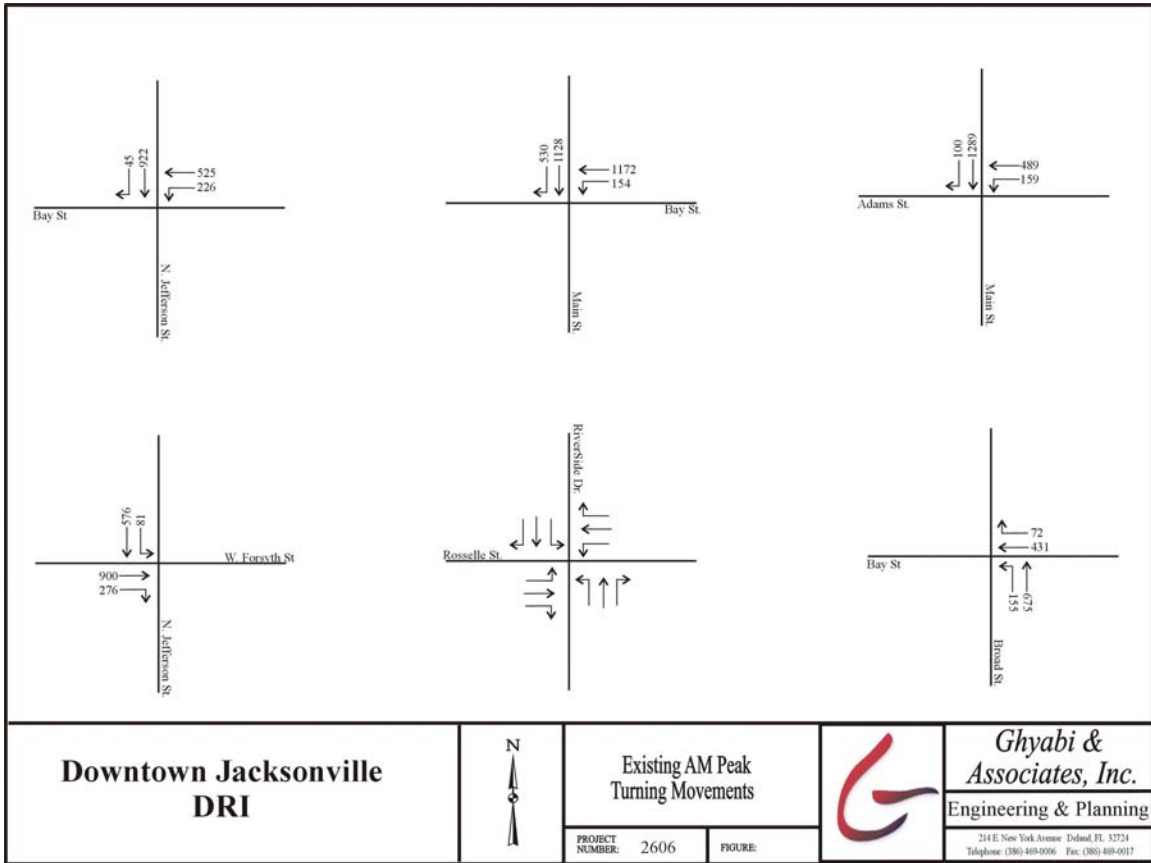 45
922
525
226
Bay St
N. Jefferson St.
530
1128
1172
154
Bay St.
Main St.
100
1289
489
159
Adams St.
Main St.
576
81
W. Forsyth St
900
276
N. Jefferson St.
RiverSide Dr.
Rosselle St.
72
431
Bay St
155
675
Broad St.
Downtown Jacksonville
DRI
N
Existing AM Peak
Turning Movements
PROJECT
NUMBER: 2606
FIGURE:
Ghyabi &
Associates, Inc.
Engineering & Planning
214 E. New York Avenue Deland, FL 32724
Telephone: (386) 469-0006 Fax: (386) 469-0017